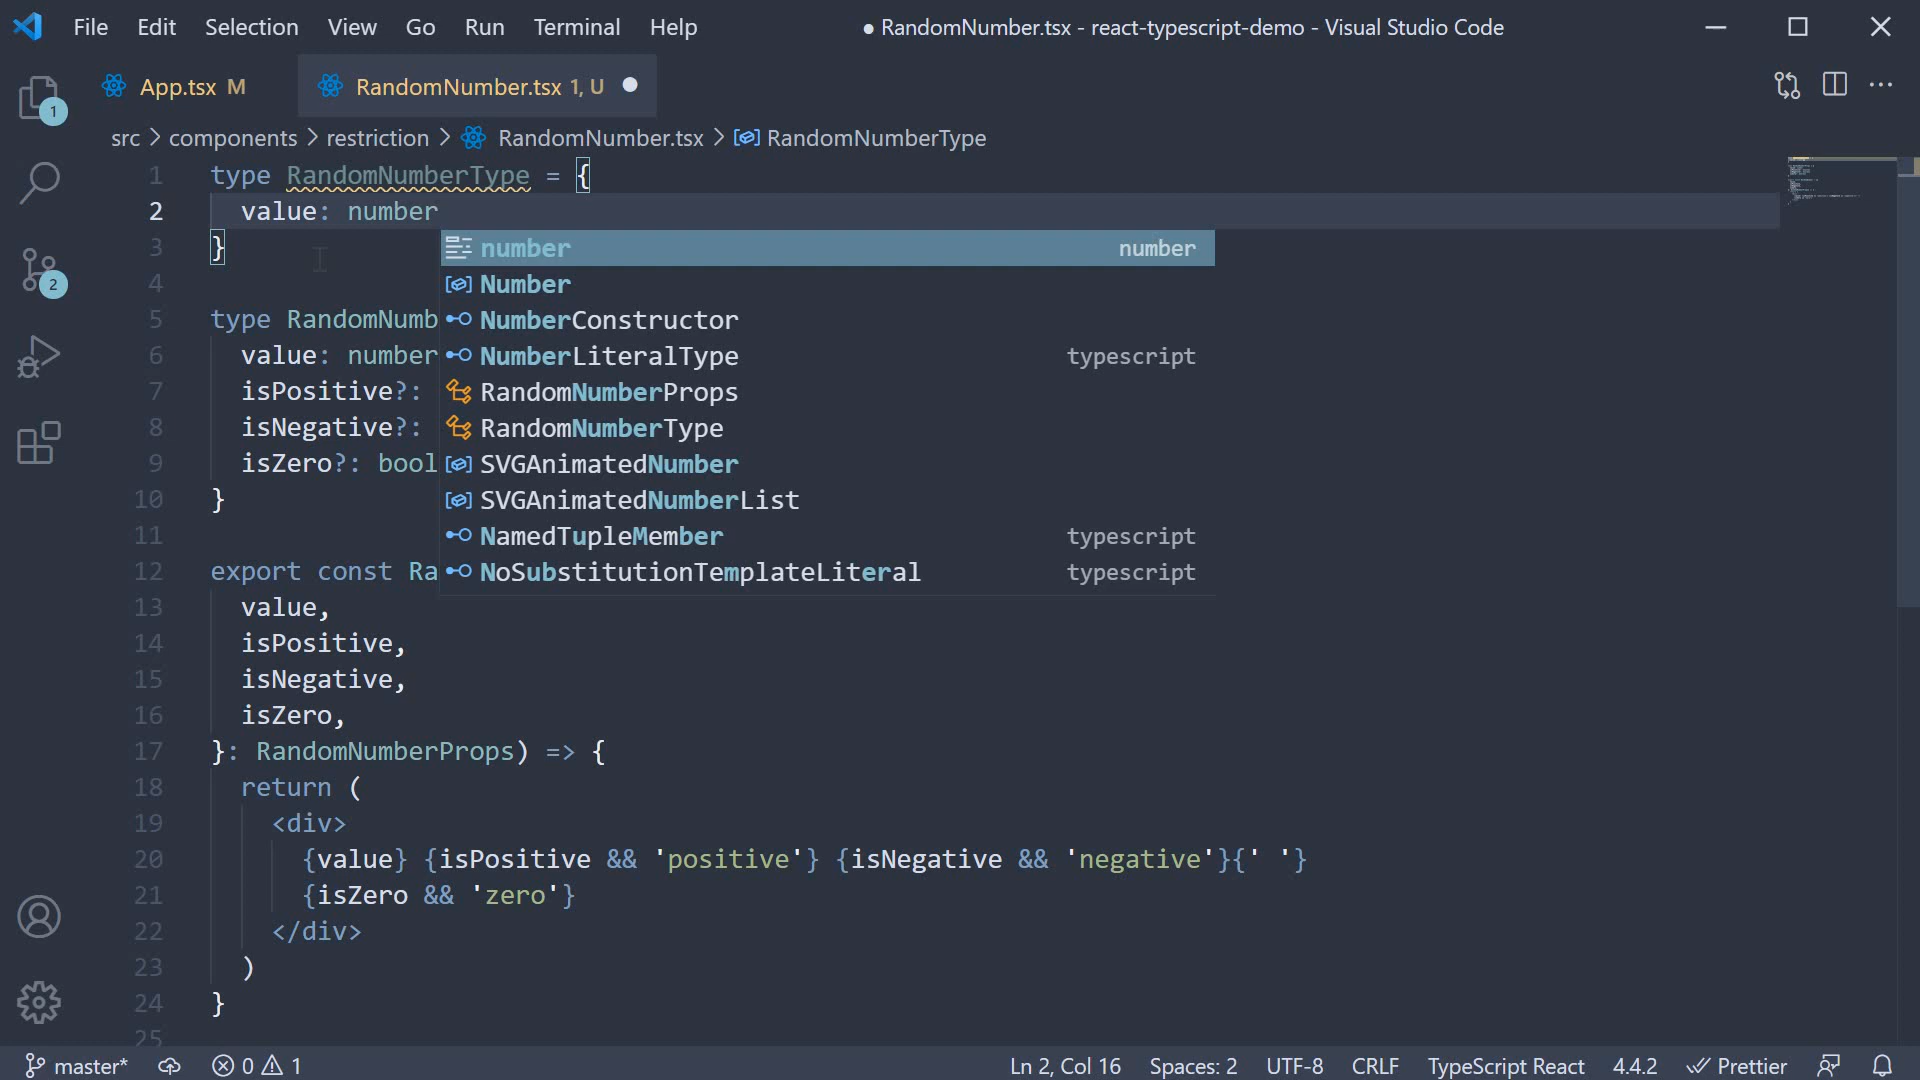 File Edit Selection View Go Run Terminal Help ● RandomNumber.tsx - react-typescript-demo - Visual Studio Code
App.tsx M RandomNumber.tsx 1, U
src > components > restriction > RandomNumber.tsx > RandomNumberType
1 type RandomNumberType = {
2 value: number
3 }
number number
4
Number
5 type RandomNumb
NumberConstructor
6 value: number
NumberLiteralType typescript
7 isPositive?:
RandomNumberProps
8 isNegative?:
RandomNumberType
9 isZero?: bool
SVGAnimatedNumber
10 }
SVGAnimatedNumberList
11
NamedTupleMember typescript
12 export const Ra
NoSubstitutionTemplateLiteral typescript
13 value,
14 isPositive,
15 isNegative,
16 isZero,
17 }: RandomNumberProps) => {
18 return (
19 <div>
20 {value} {isPositive && 'positive'} {isNegative && 'negative'}{' '}
21 {isZero && 'zero'}
22 </div>
23 )
24 }
25
1
2
master* 0 1 Ln 2, Col 16 Spaces: 2 UTF-8 CRLF TypeScript React 4.4.2 Prettier